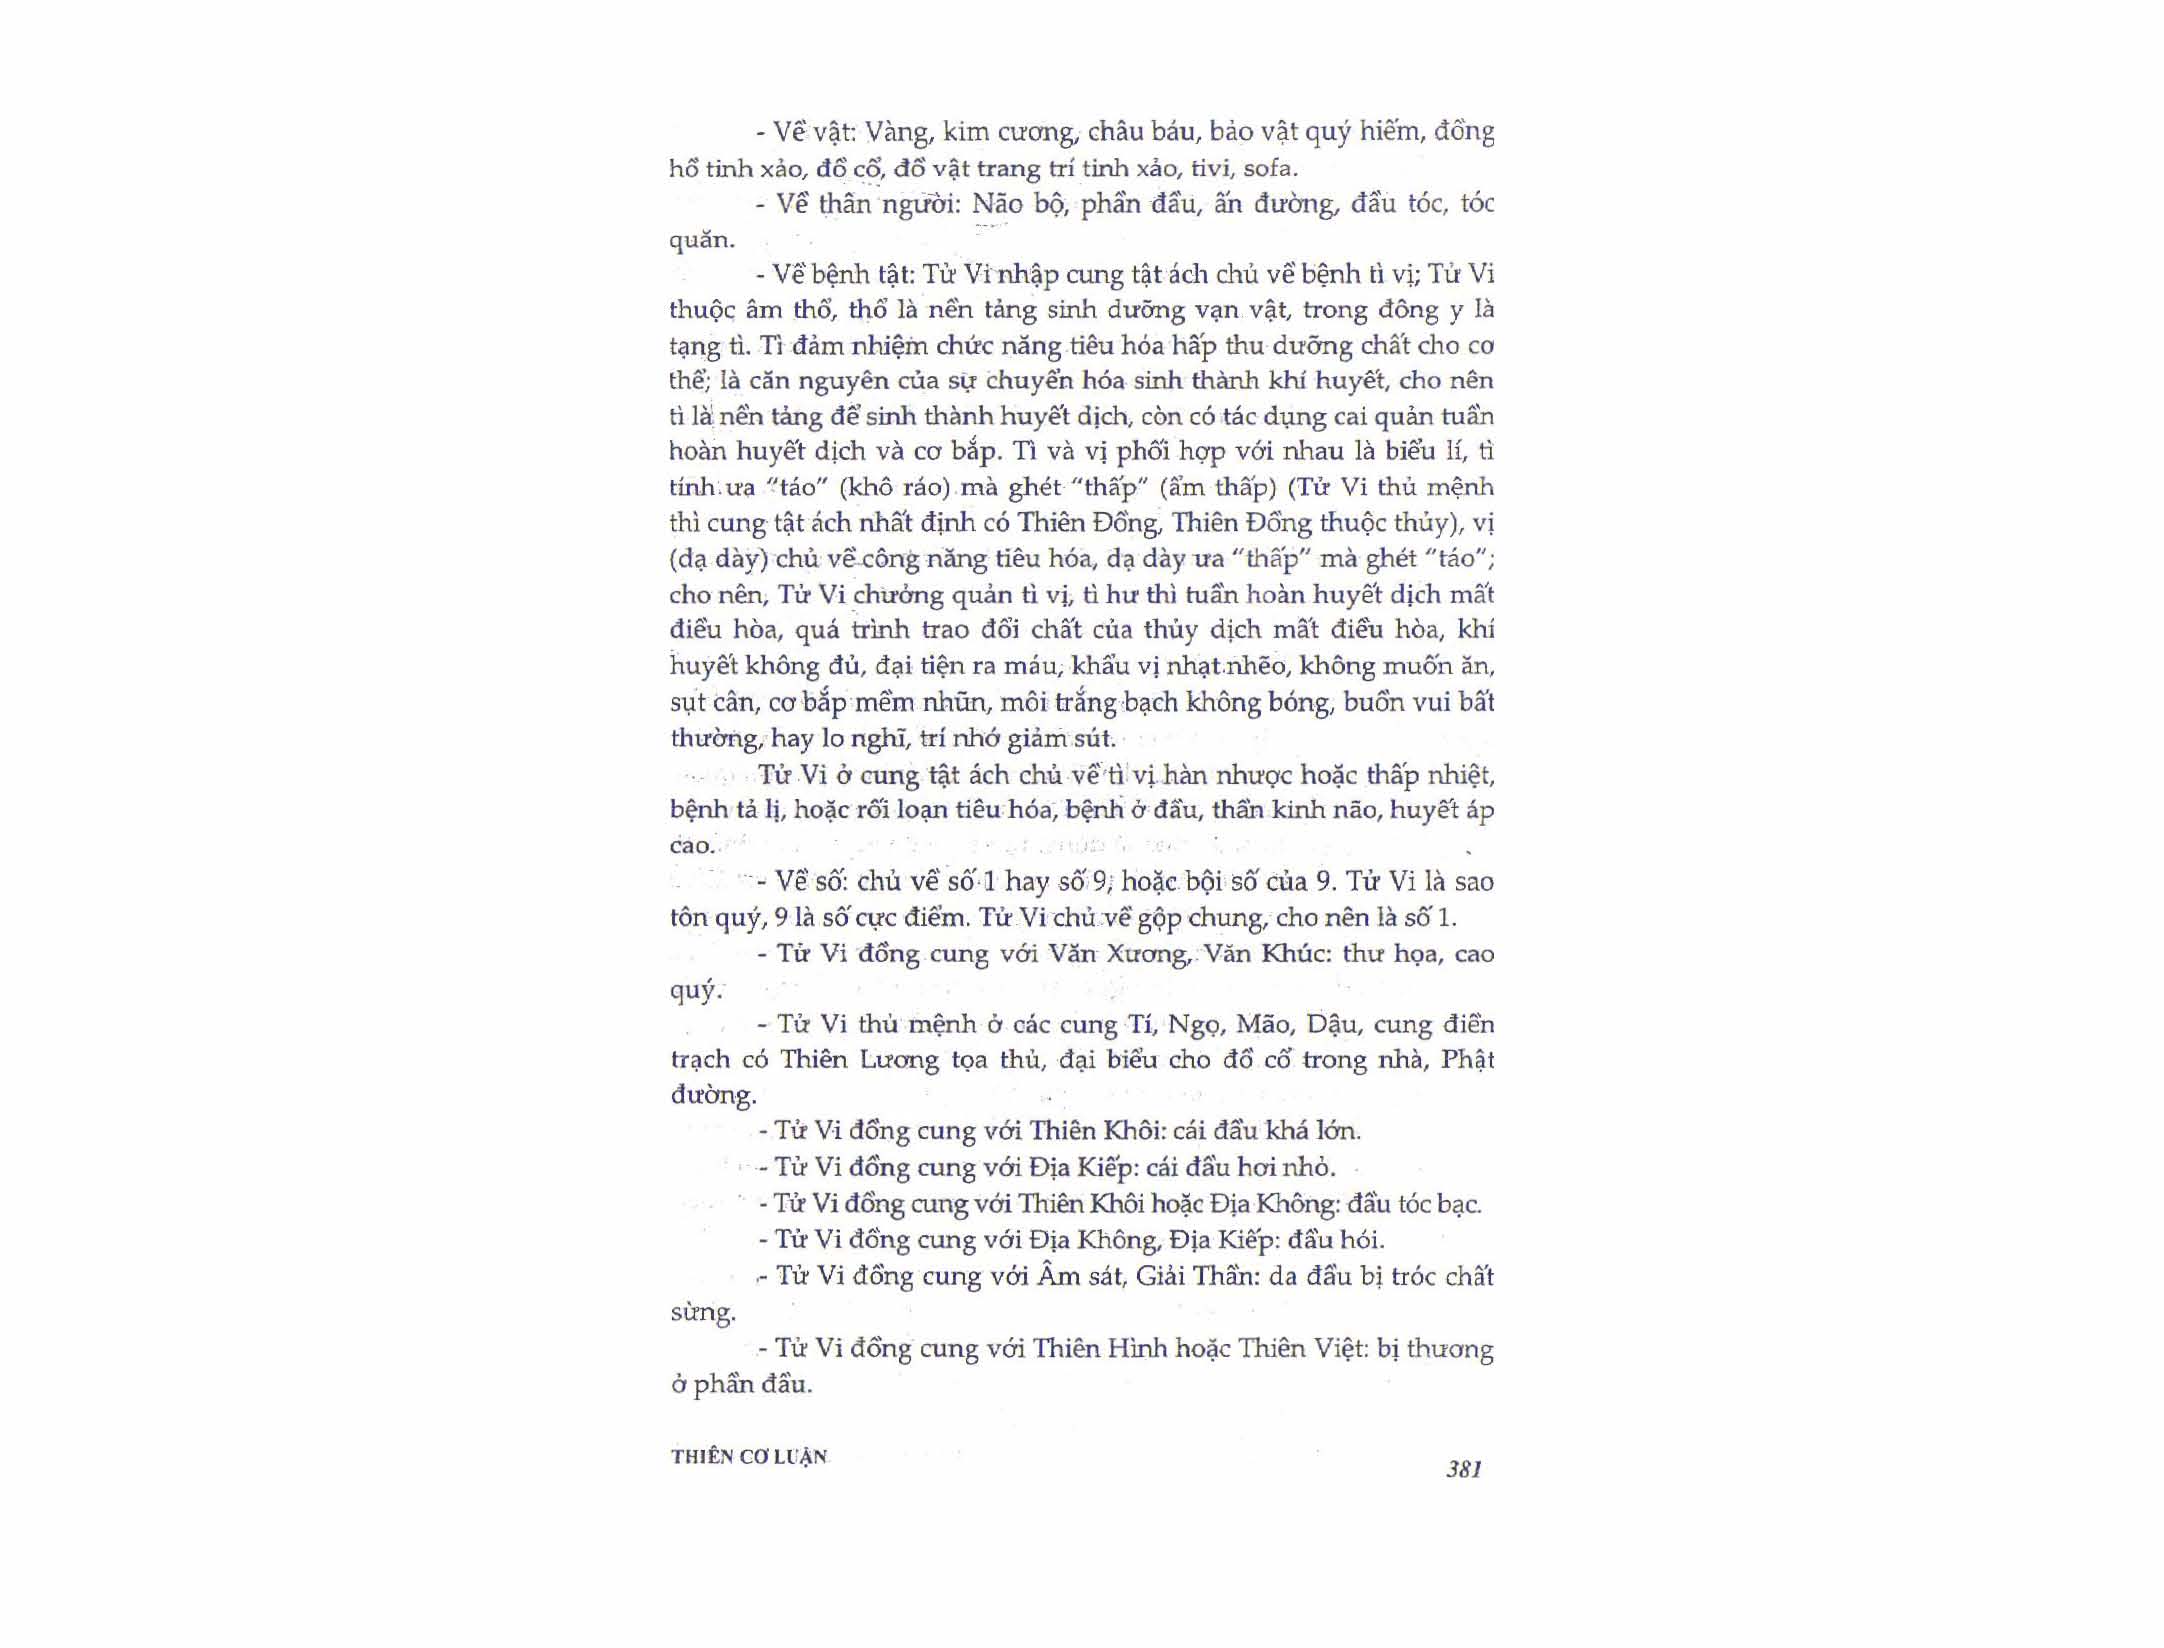 - Về vật: Vàng, kim cương, châu báu, bảo vật quý hiếm, đồng
hồ tinh xảo, đồ cổ, đồ vật trang trí tinh xảo, tivi, sofa.
- Về thân người: Não bộ, phần đầu, ấn đường, đầu tóc, tóc
quăn.
- Về bệnh tật: Tử Vi nhập cung tật ách chủ về bệnh tì vị; Tử Vi
thuộc âm thổ, thổ là nền tảng sinh dưỡng vạn vật, trong đông y là
tạng tì. Tì đảm nhiệm chức năng tiêu hóa hấp thu dưỡng chất cho cơ
thể; là căn nguyên của sự chuyển hóa sinh thành khí huyết, cho nên
tì là nền tảng để sinh thành huyết dịch, còn có tác dụng cai quản tuần
hoàn huyết dịch và cơ bắp. Tì và vị phối hợp với nhau là biểu lí, tì
tính ưa "táo" (khô ráo) mà ghét "thấp" (ẩm thấp) (Tử Vi thủ mệnh
thì cung tật ách nhất định có Thiên Đồng, Thiên Đồng thuộc thủy), vị
(dạ dày) chủ về công năng tiêu hóa, dạ dày ưa "thấp" mà ghét "táo";
cho nên, Tử Vi chưởng quản tì vị, tì hư thì tuần hoàn huyết dịch mất
điều hòa, quá trình trao đổi chất của thủy dịch mất điều hòa, khí
huyết không đủ, đại tiện ra máu, khẩu vị nhạt nhẽo, không muốn ăn,
sụt cân, cơ bắp mềm nhũn, môi trắng bạch không bóng, buồn vui bất
thường, hay lo nghĩ, trí nhớ giảm sút.
Tử Vi ở cung tật ách chủ về tì vị hàn nhược hoặc thấp nhiệt,
bệnh tả lị, hoặc rối loạn tiêu hóa, bệnh ở đầu, thần kinh não, huyết áp
cao.
- Về số: chủ về số 1 hay số 9, hoặc bội số của 9. Tử Vi là sao
tôn quý, 9 là số cực điểm. Tử Vi chủ về gộp chung, cho nên là số 1.
- Tử Vi đồng cung với Văn Xương, Văn Khúc: thư họa, cao
quý.
- Tử Vi thủ mệnh ở các cung Tí, Ngọ, Mão, Dậu, cung điền
trạch có Thiên Lương tọa thủ, đại biểu cho đồ cổ trong nhà, Phật
đường.
- Tử Vi đồng cung với Thiên Khôi: cái đầu khá lớn.
- Tử Vi đồng cung với Địa Kiếp: cái đầu hơi nhỏ.
- Tử Vi đồng cung với Thiên Khôi hoặc Địa Không: đầu tóc bạc.
- Tử Vi đồng cung với Địa Không, Địa Kiếp: đầu hói.
- Tử Vi đồng cung với Âm sát, Giải Thần: da đầu bị tróc chất
sừng.
- Tử Vi đồng cung với Thiên Hình hoặc Thiên Việt: bị thương
ở phần đầu.
THIÊN CƠ LUẬN
381